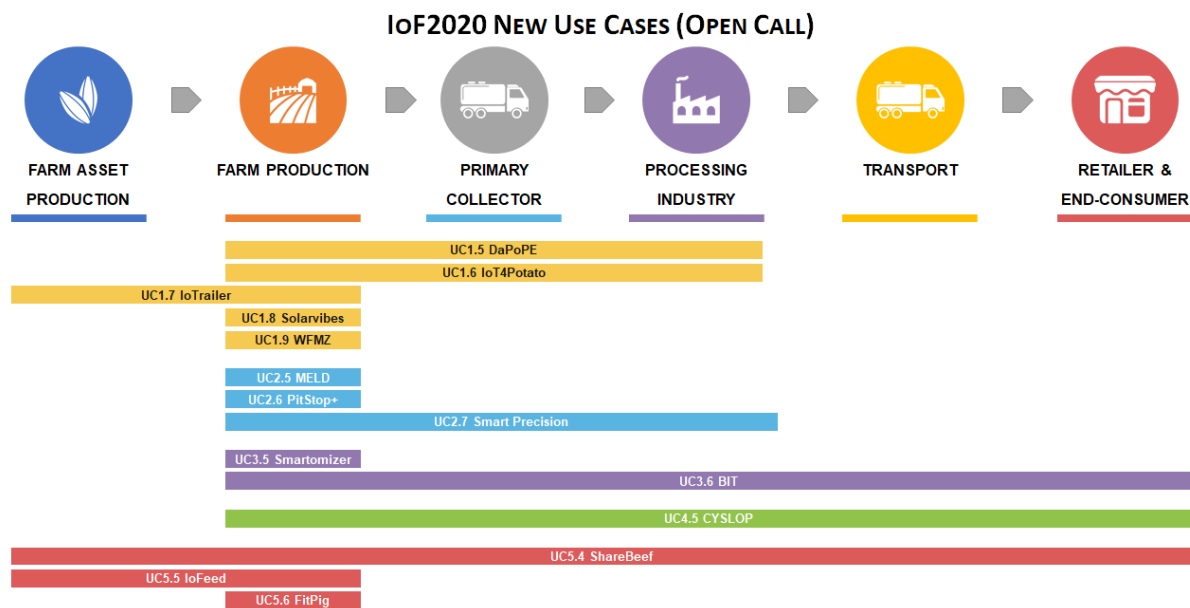 IoF2020 New Use Cases (Open Call)
FARM ASSET
PRODUCTION
FARM PRODUCTION
PRIMARY
COLLECTOR
PROCESSING
INDUSTRY
TRANSPORT
RETAILER &
END-CONSUMER
UC1.5 DaPoPE
UC1.6 IoT4Potato
UC1.7 IoTrailer
UC1.8 Solarvibes
UC1.9 WFMZ
UC2.5 MELD
UC2.6 PitStop+
UC2.7 Smart Precision
UC3.5 Smartomizer
UC3.6 BIT
UC4.5 CYSLOP
UC5.4 ShareBeef
UC5.5 IoFeed
UC5.6 FitPig